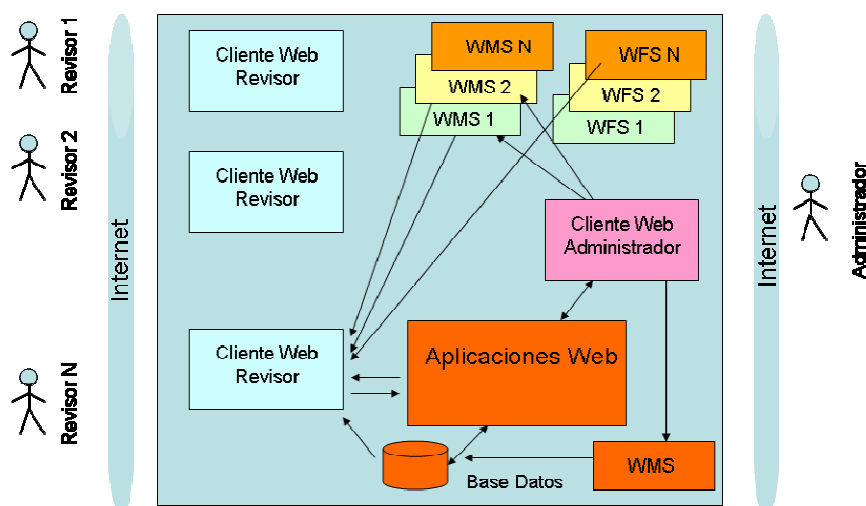 Revisor 1
Revisor 2
Revisor N
Internet
Cliente Web
Revisor
Cliente Web
Revisor
Cliente Web
Revisor
WMS N
WMS 2
WMS 1
WFS N
WFS 2
WFS 1
Cliente Web
Administrador
Aplicaciones Web
Base Datos
WMS
Internet
Administrador